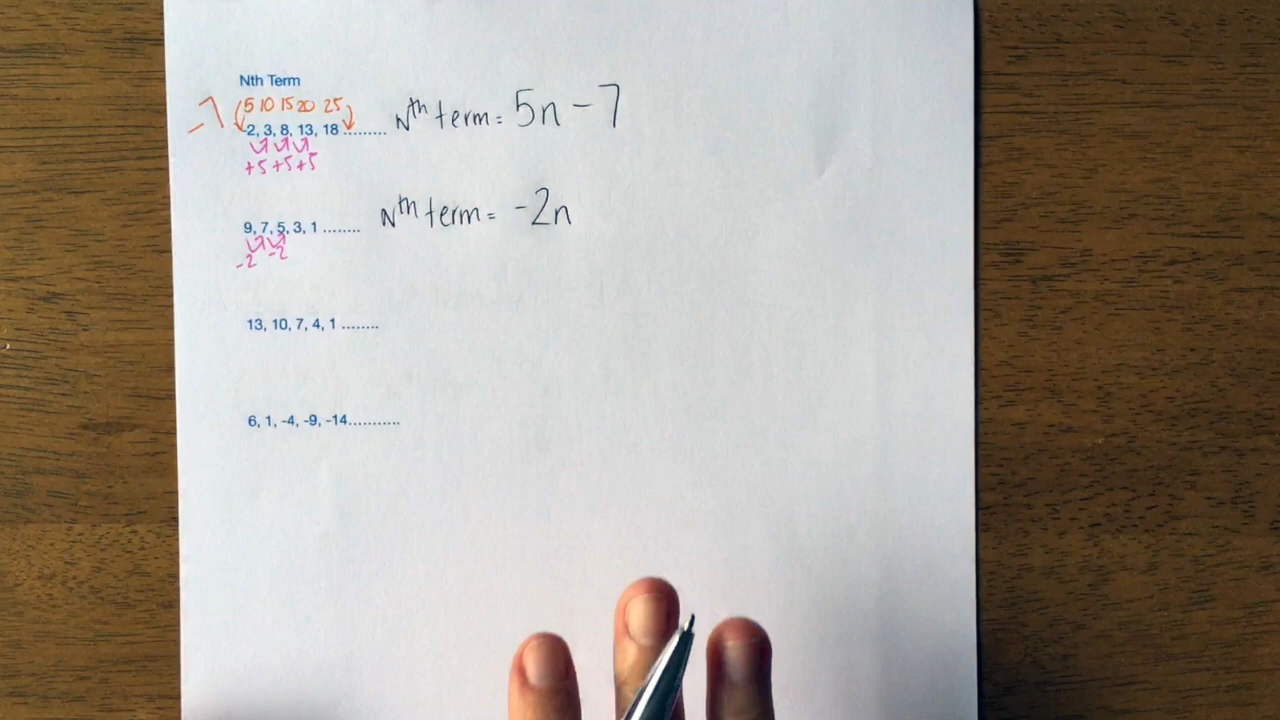 Nth Term
-7 5 10 15 20 25
-2, 3, 8, 13, 18 ......... Nth term = 5n - 7
+5 +5 +5
9, 7, 5, 3, 1 ........ Nth term = -2n
-2 -2
13, 10, 7, 4, 1 ........
6, 1, -4, -9, -14...........